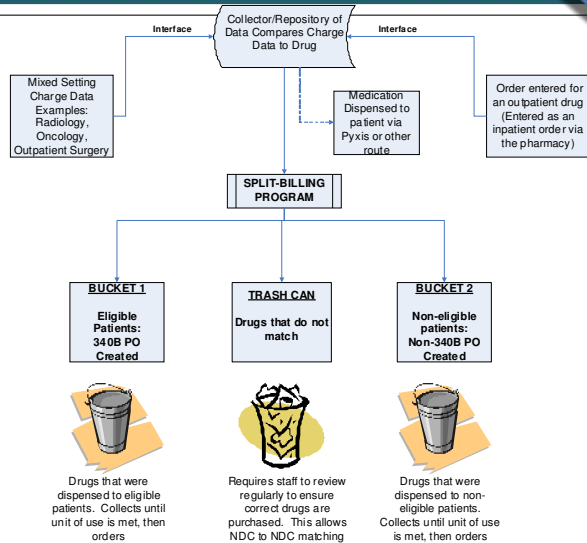 Interface
Collector/Repository of
Data Compares Charge
Data to Drug
Interface
Mixed Setting
Charge Data
Examples:
Radiology,
Oncology,
Outpatient Surgery
Medication
Dispensed to
patient via
Pyxis or other
route
Order entered for
an outpatient drug
(Entered as an
inpatient order via
the pharmacy)
SPLIT-BILLING
PROGRAM
BUCKET 1
Eligible
Patients:
340B PO
Created
TRASH CAN
Drugs that do not
match
BUCKET 2
Non-eligible
patients:
Non-340B PO
Created
Drugs that were
dispensed to eligible
patients. Collects until
unit of use is met, then
orders
Requires staff to review
regularly to ensure
correct drugs are
purchased. This allows
NDC to NDC matching
Drugs that were
dispensed to non-
eligible patients.
Collects until unit of use
is met, then orders